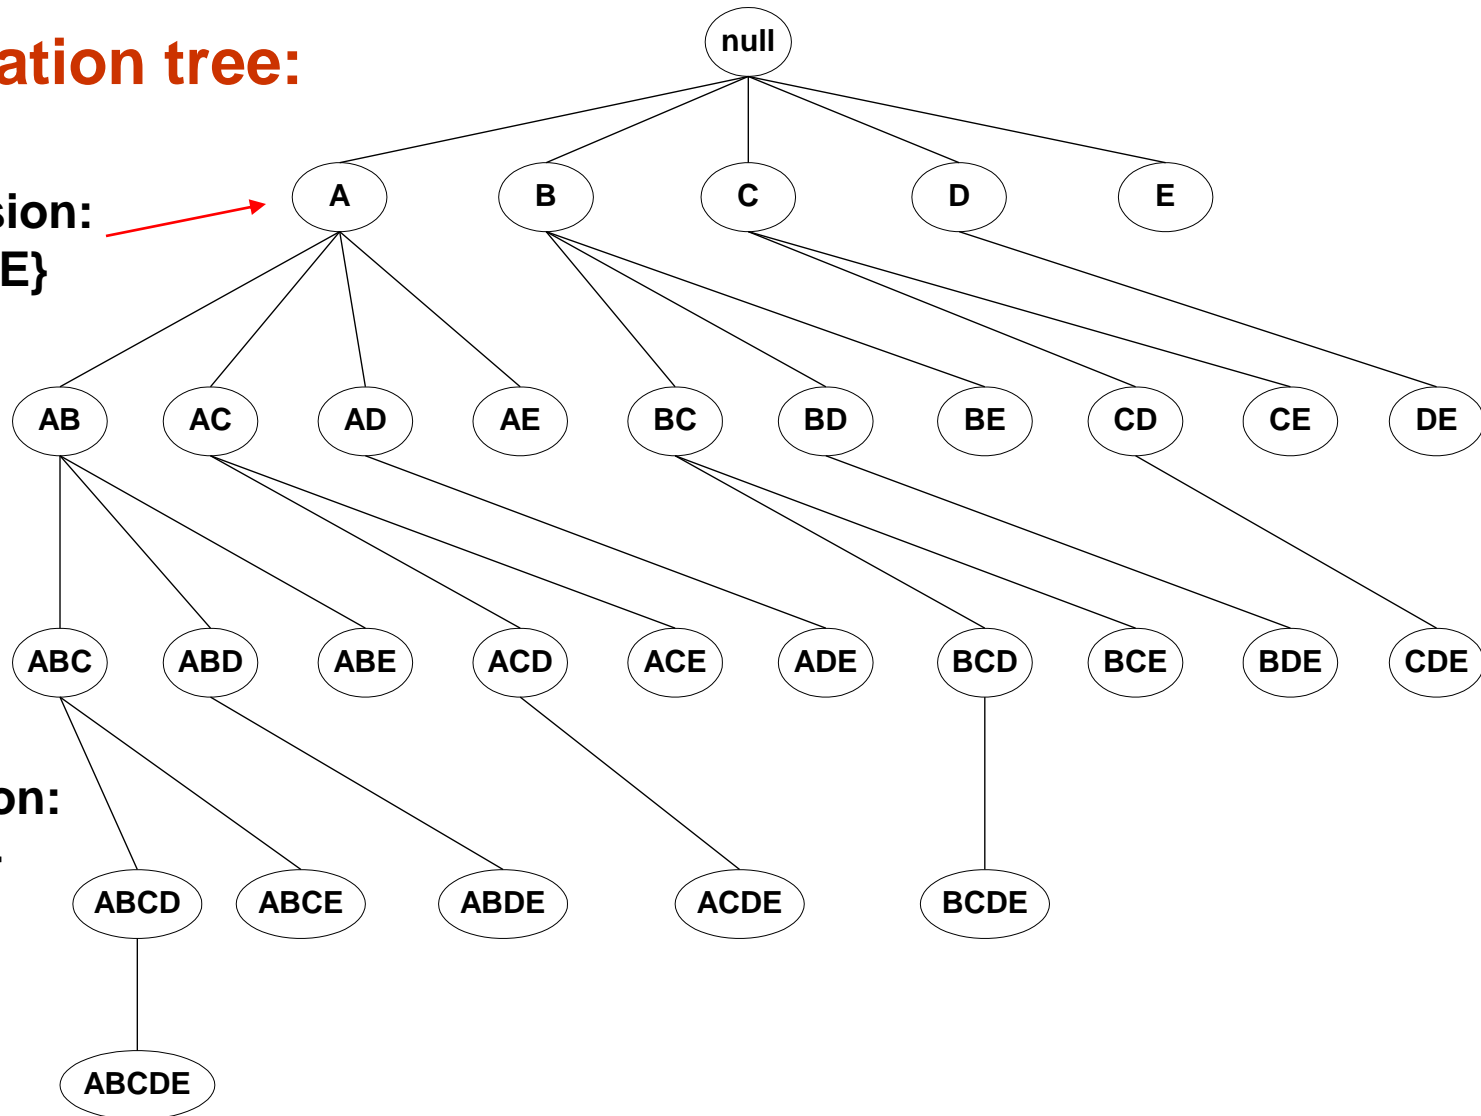 null
ation tree:
A B C D E
sion:
E}
AB AC AD AE BC BD BE CD CE DE
ABC ABD ABE ACD ACE ADE BCD BCE BDE CDE
on:
ABCD ABCE ABDE ACDE BCDE
ABCDE